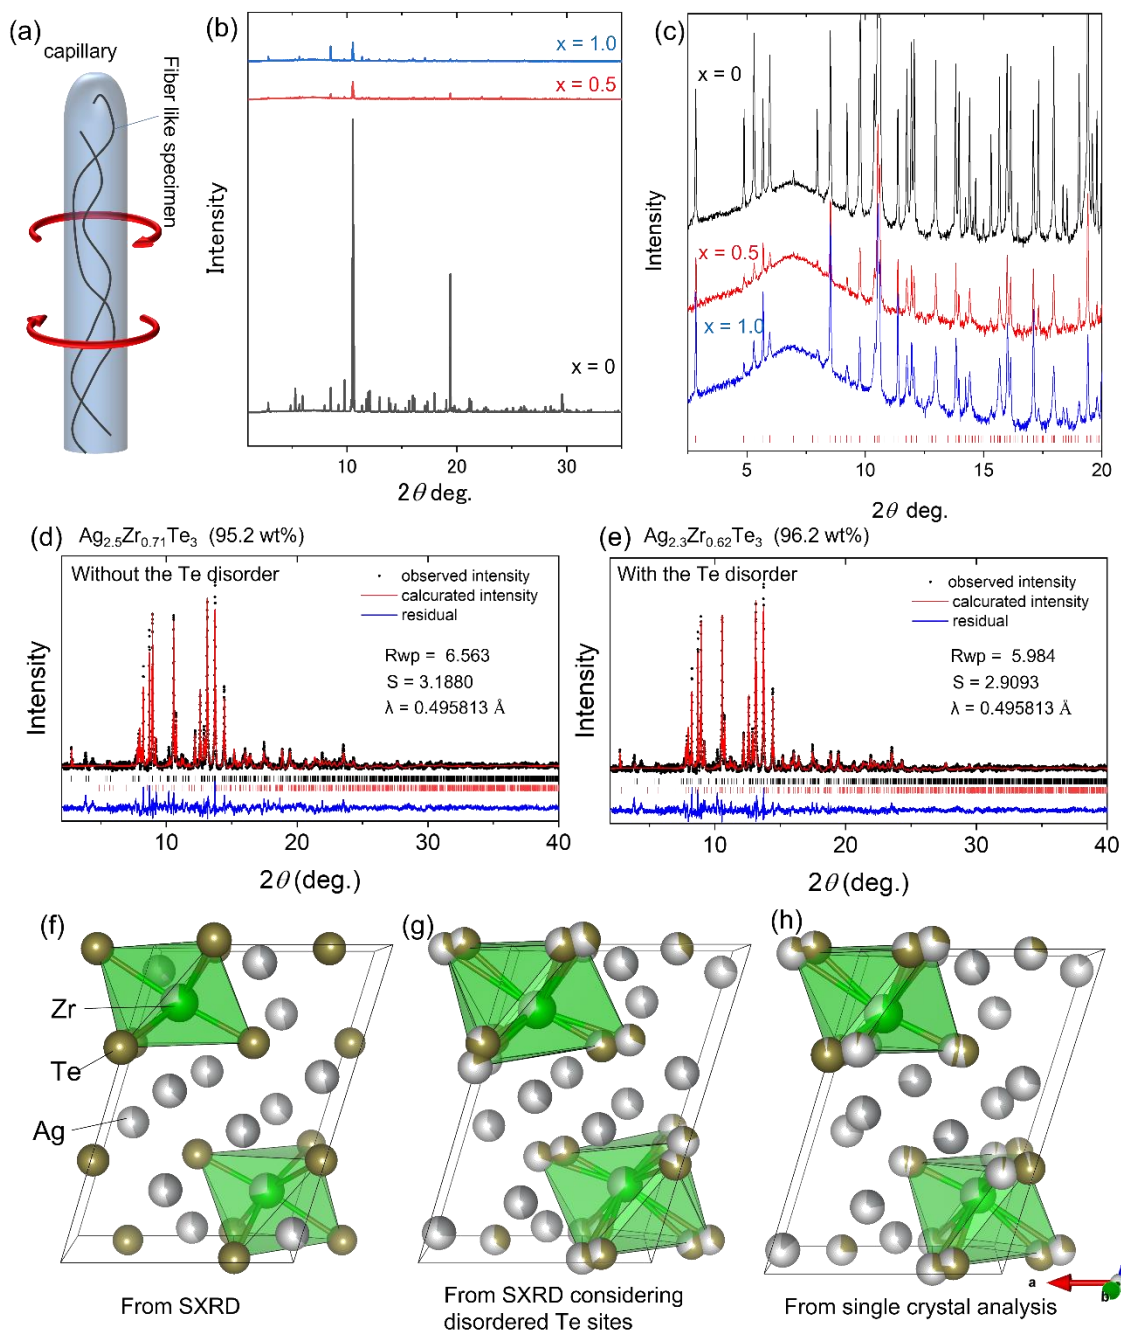 (a)
capillary
Fiber like specimen
(b)
x = 1.0
x = 0.5
x = 0
Intensity
10
20
30
2θ deg.
(c)
x = 0
x = 0.5
x = 1.0
Intensity
5
10
15
20
2θ deg.
(d) Ag₂.₅Zr₀.₇₁Te₃ (95.2 wt%)
Without the Te disorder
observed intensity
calcurated intensity
residual
Rwp = 6.563
S = 3.1880
λ = 0.495813 Å
Intensity
10
20
30
40
2θ (deg.)
(e) Ag₂.₃Zr₀.₆₂Te₃ (96.2 wt%)
With the Te disorder
observed intensity
calcurated intensity
residual
Rwp = 5.984
S = 2.9093
λ = 0.495813 Å
Intensity
10
20
30
40
2θ (deg.)
(f)
Zr
Te
Ag
From SXRD
(g)
From SXRD considering
disordered Te sites
(h)
From single crystal analysis
a
b